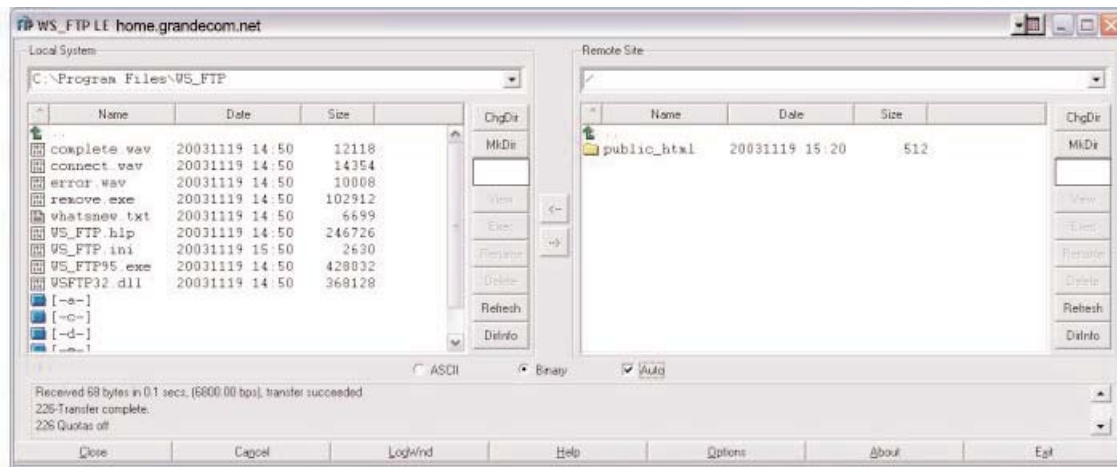 WS_FTP LE home.grandecom.net
Local System
C:\Program Files\WS_FTP
Name Date Size
..
complete.wav 20031119 14:50 12118
connect.wav 20031119 14:50 14354
error.wav 20031119 14:50 10008
remove.exe 20031119 14:50 102912
whatsnew.txt 20031119 14:50 6699
WS_FTP.hlp 20031119 14:50 246726
WS_FTP.ini 20031119 15:50 2630
WS_FTP95.exe 20031119 14:50 428032
WSFTP32.dll 20031119 14:50 368128
[-a-]
[-c-]
[-d-]
ChgDir
MkDir
View
Exec
Rename
Delete
Refresh
DirInfo
<--
-->
Remote Site
/
Name Date Size
..
public_html 20031119 15:20 512
ChgDir
MkDir
View
Exec
Rename
Delete
Refresh
DirInfo
ASCII Binary Auto
Received 68 bytes in 0.1 secs, (6800.00 bps), transfer succeeded
226-Transfer complete.
226 Quotas off
Close Cancel LogWnd Help Options About Exit